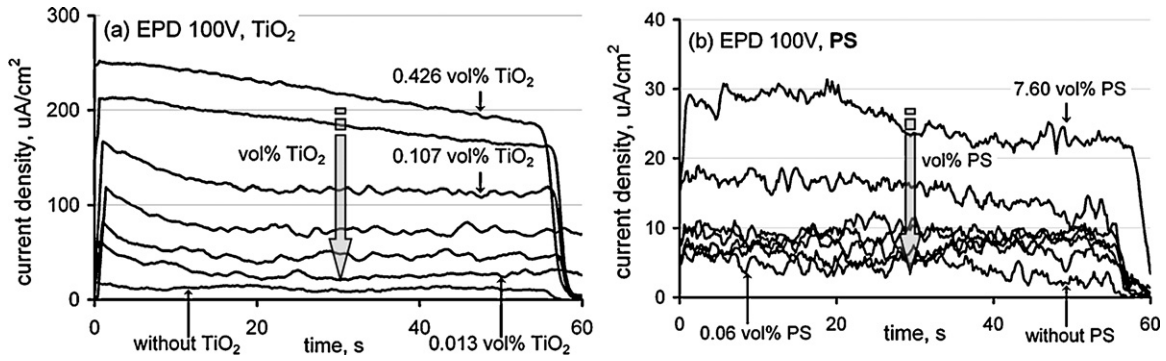 (a) EPD 100V, TiO2
300
200
100
0
current density, uA/cm2
0.426 vol% TiO2
vol% TiO2
0.107 vol% TiO2
0
20
40
60
without TiO2
time, s
0.013 vol% TiO2
(b) EPD 100V, PS
40
30
20
10
0
current density, uA/cm2
7.60 vol% PS
vol% PS
0
20
40
60
0.06 vol% PS
time, s
without PS